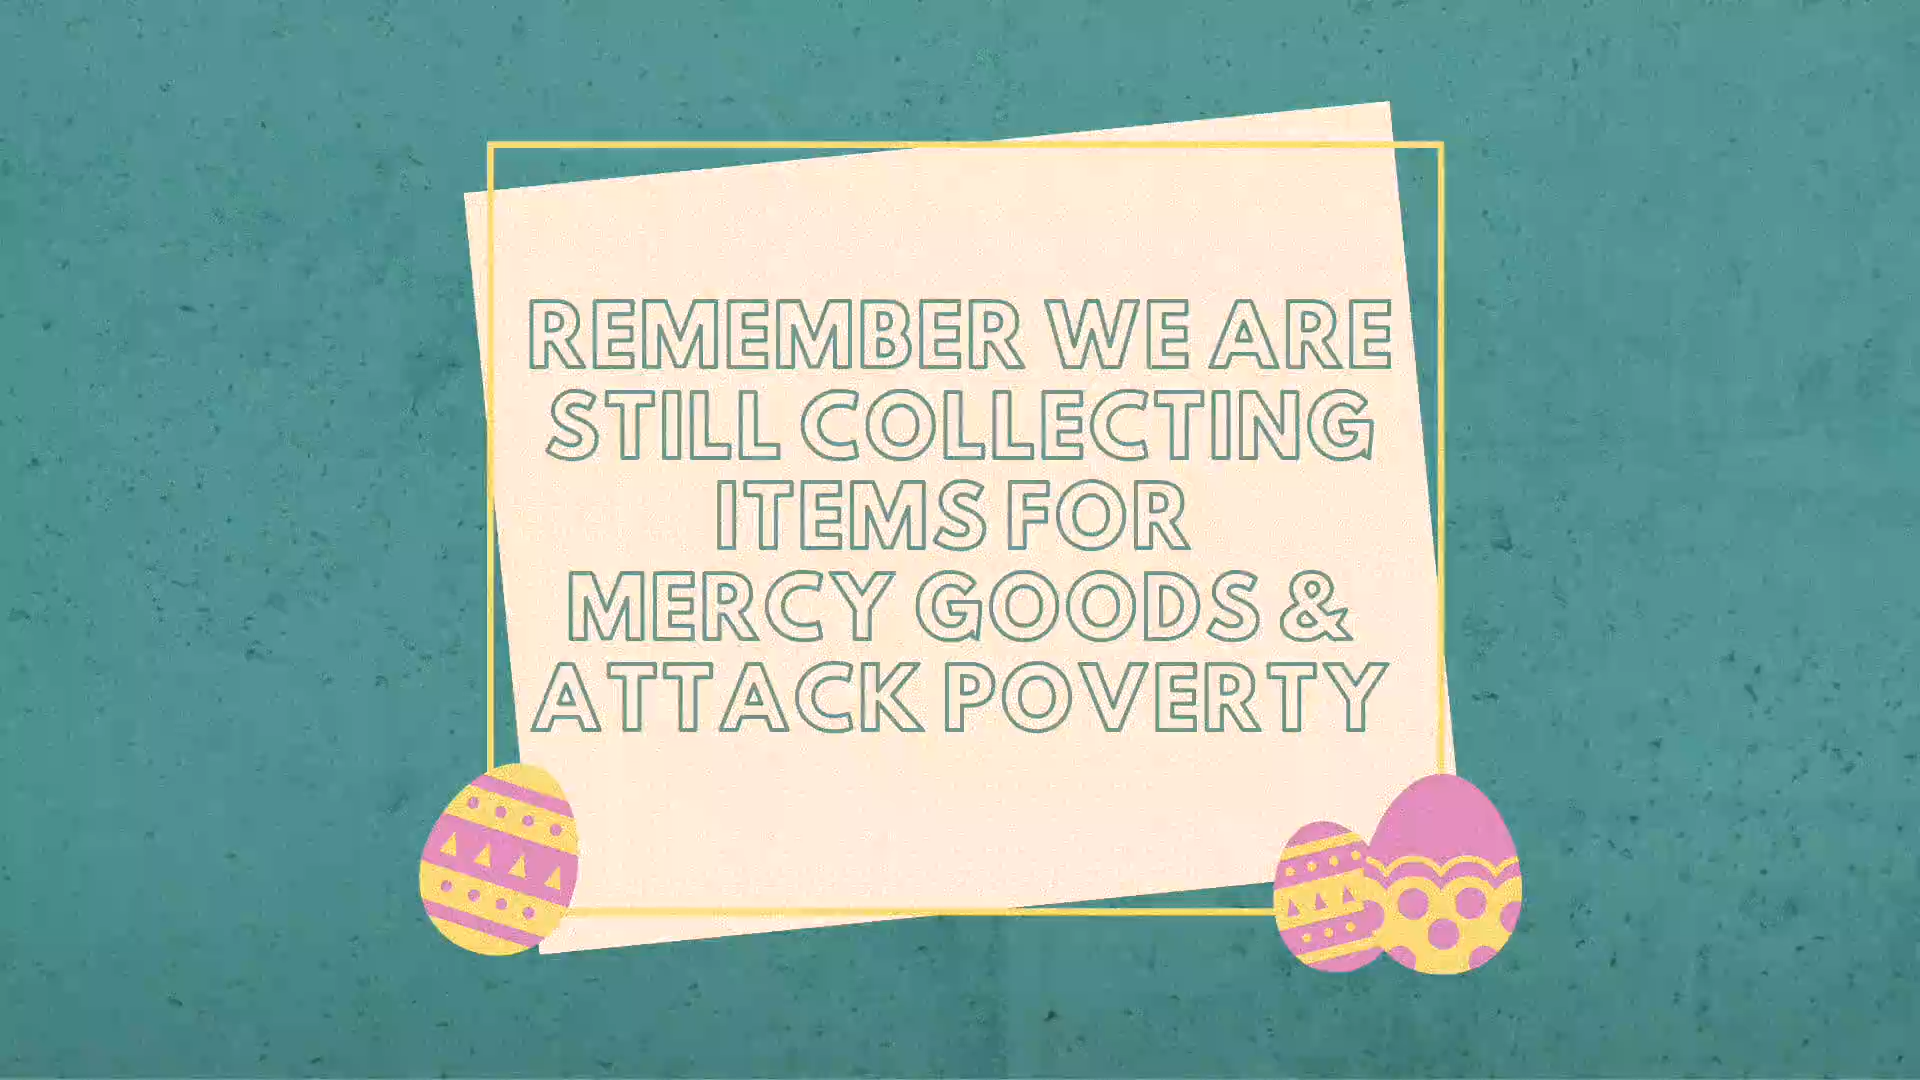 REMEMBER WE ARE
STILL COLLECTING
ITEMS FOR
MERCY GOODS &
ATTACK POVERTY